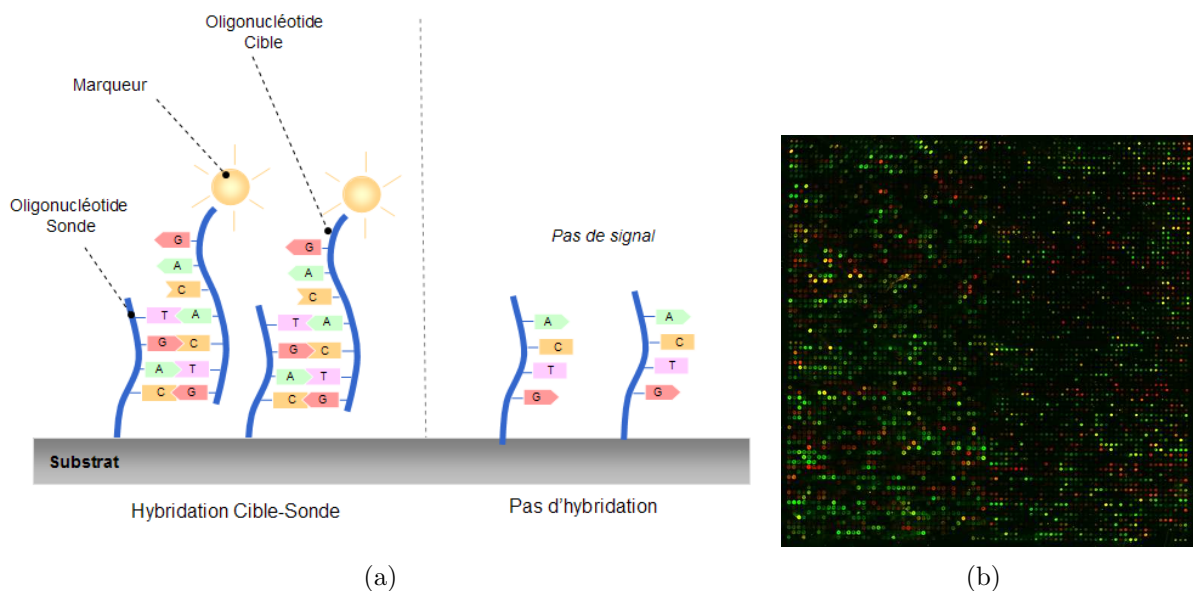 Oligonucléotide
Cible
Marqueur
Oligonucléotide
Sonde
Pas de signal
G
G
A
A
C
C
T A
T A
A
A
G C
G C
C
C
A T
A T
T
T
C G
C G
G
G
Substrat
Hybridation Cible-Sonde
Pas d'hybridation
(a)
(b)